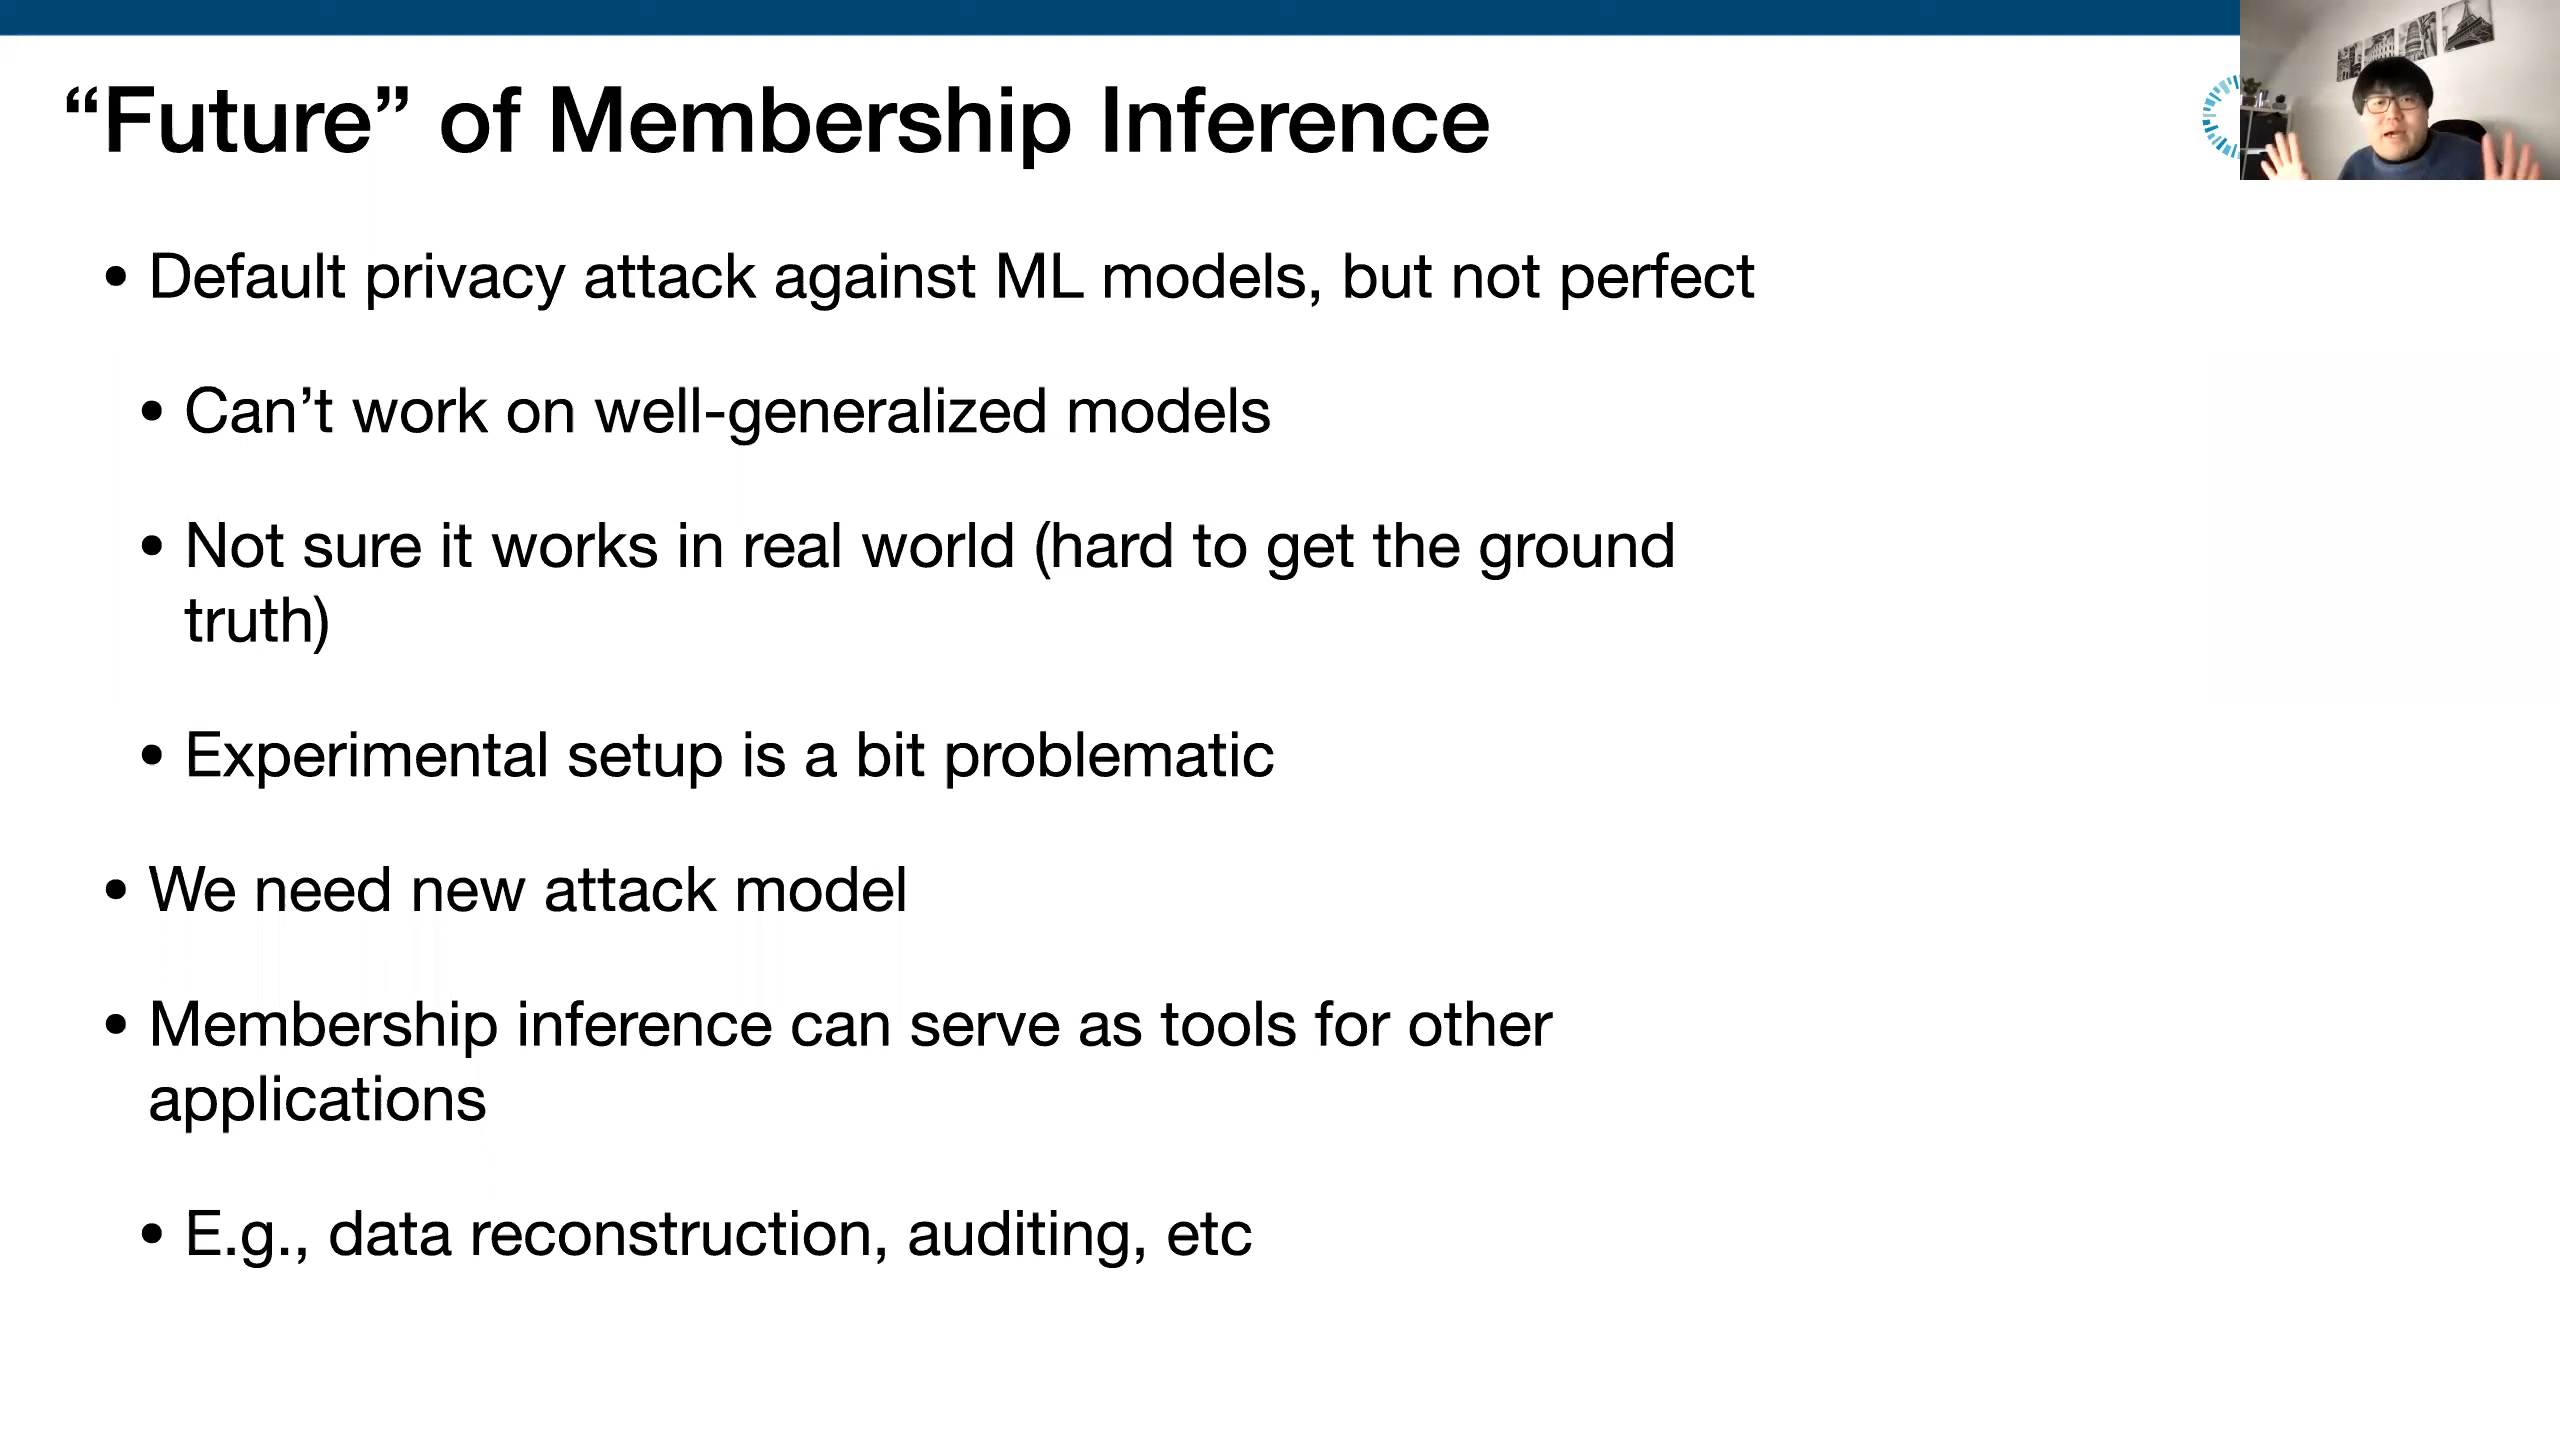 “Future” of Membership Inference
• Default privacy attack against ML models, but not perfect
• Can’t work on well-generalized models
• Not sure it works in real world (hard to get the ground
truth)
• Experimental setup is a bit problematic
• We need new attack model
• Membership inference can serve as tools for other
applications
• E.g., data reconstruction, auditing, etc